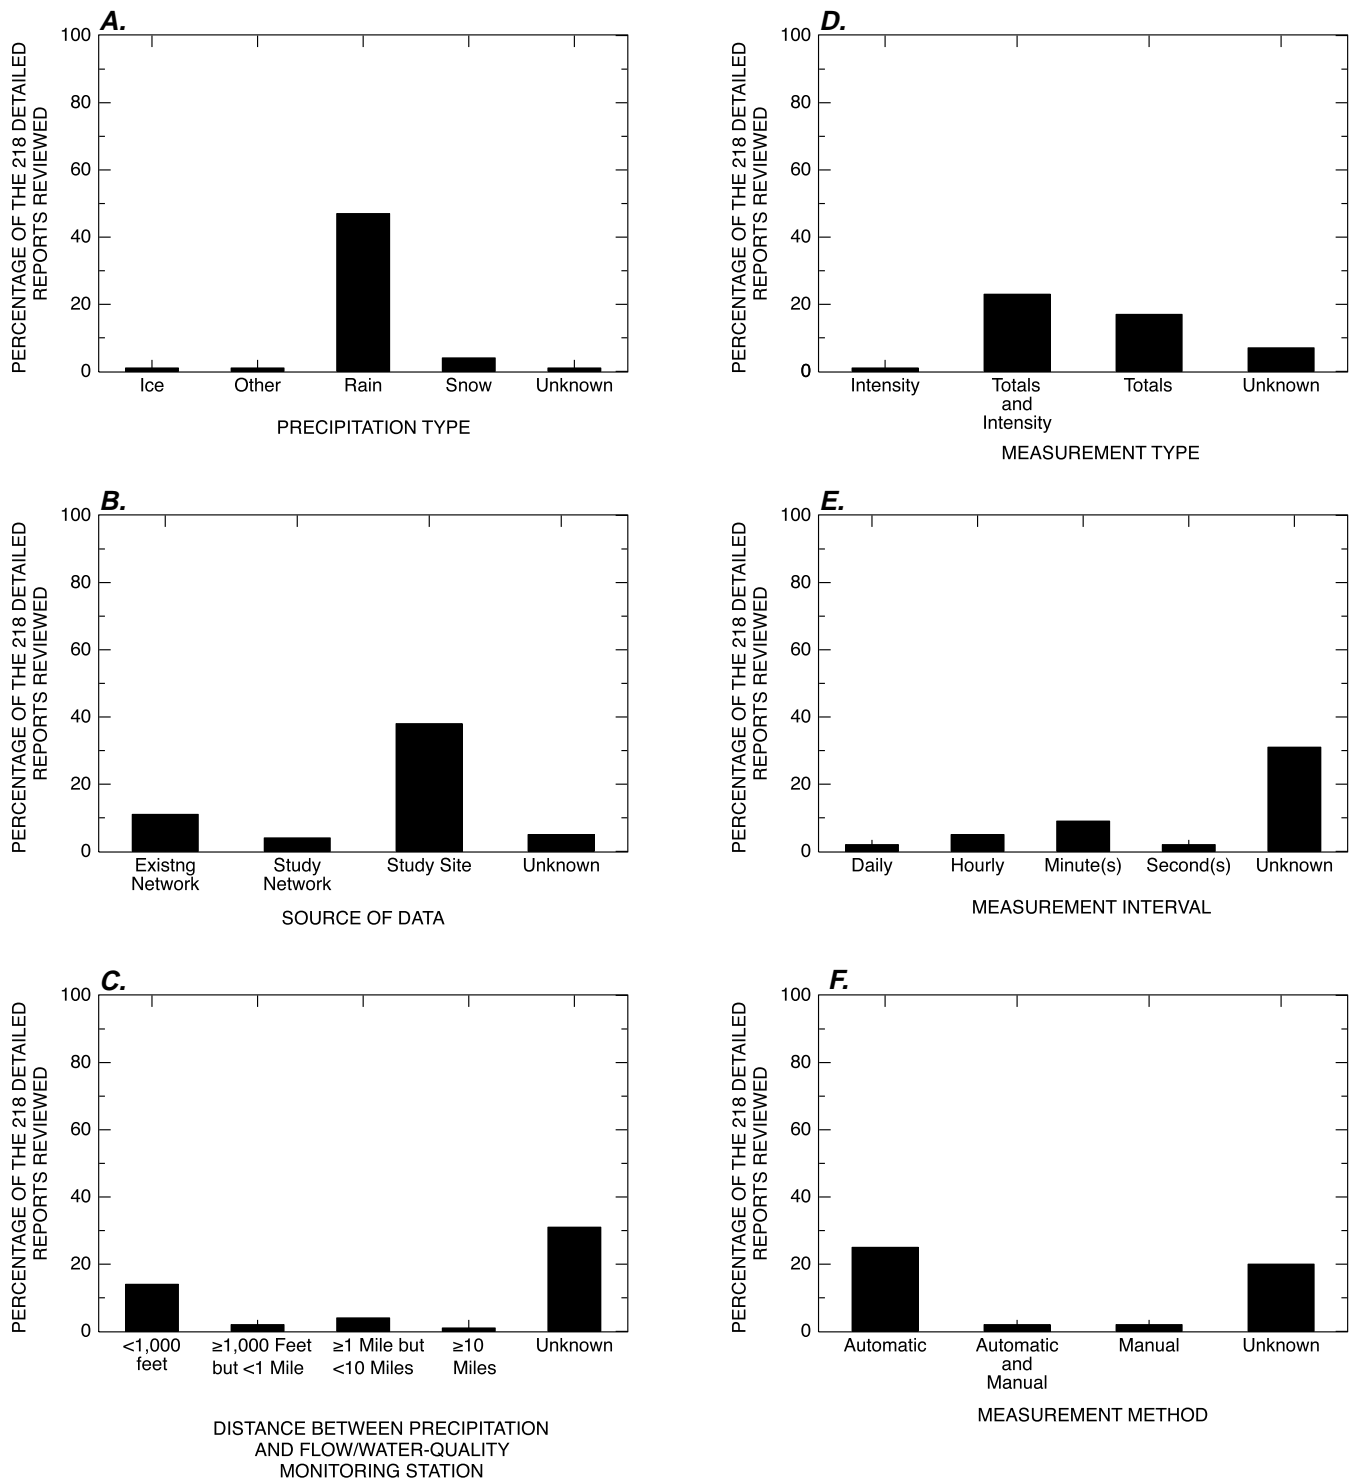 A.
PERCENTAGE OF THE 218 DETAILED
REPORTS REVIEWED
100
80
60
40
20
0
Ice
Other
Rain
Snow
Unknown
PRECIPITATION TYPE
B.
PERCENTAGE OF THE 218 DETAILED
REPORTS REVIEWED
100
80
60
40
20
0
Existng
Network
Study
Network
Study Site
Unknown
SOURCE OF DATA
C.
PERCENTAGE OF THE 218 DETAILED
REPORTS REVIEWED
100
80
60
40
20
0
<1,000
feet
≥1,000 Feet
but <1 Mile
≥1 Mile but
<10 Miles
≥10
Miles
Unknown
DISTANCE BETWEEN PRECIPITATION
AND FLOW/WATER-QUALITY
MONITORING STATION
D.
PERCENTAGE OF THE 218 DETAILED
REPORTS REVIEWED
100
80
60
40
20
0
Intensity
Totals
and
Intensity
Totals
Unknown
MEASUREMENT TYPE
E.
PERCENTAGE OF THE 218 DETAILED
REPORTS REVIEWED
100
80
60
40
20
0
Daily
Hourly
Minute(s)
Second(s)
Unknown
MEASUREMENT INTERVAL
F.
PERCENTAGE OF THE 218 DETAILED
REPORTS REVIEWED
100
80
60
40
20
0
Automatic
Automatic
and
Manual
Manual
Unknown
MEASUREMENT METHOD